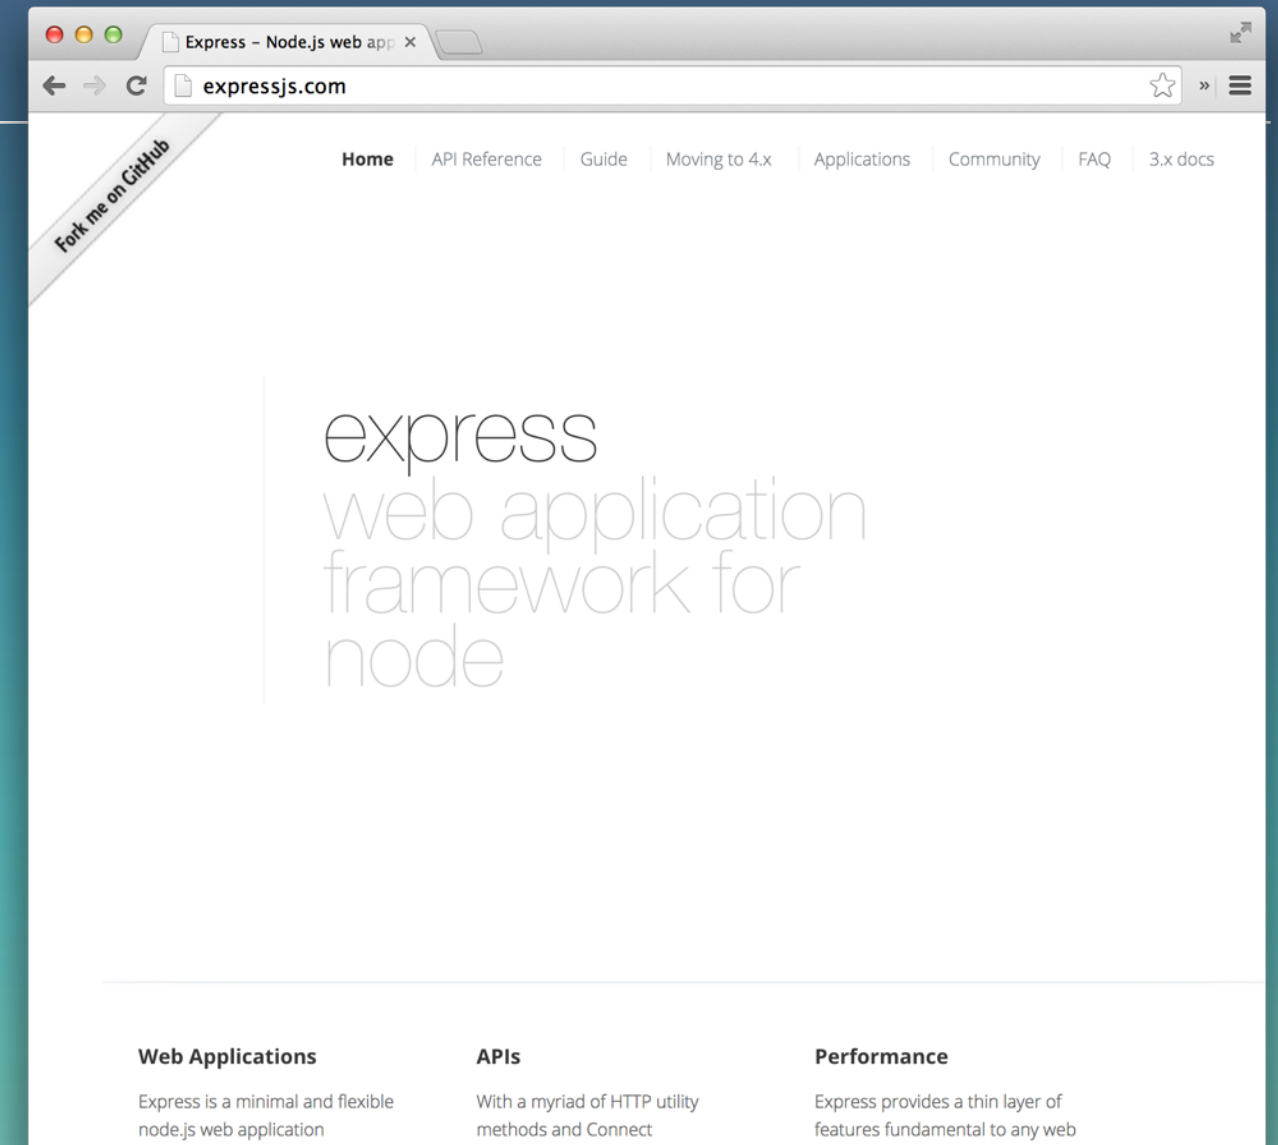 Express – Node.js web app
expressjs.com
Fork me on GitHub
Home API Reference Guide Moving to 4.x Applications Community FAQ 3.x docs
express
web application
framework for
node
Web Applications APIs Performance
Express is a minimal and flexible With a myriad of HTTP utility Express provides a thin layer of
node.js web application methods and Connect features fundamental to any web